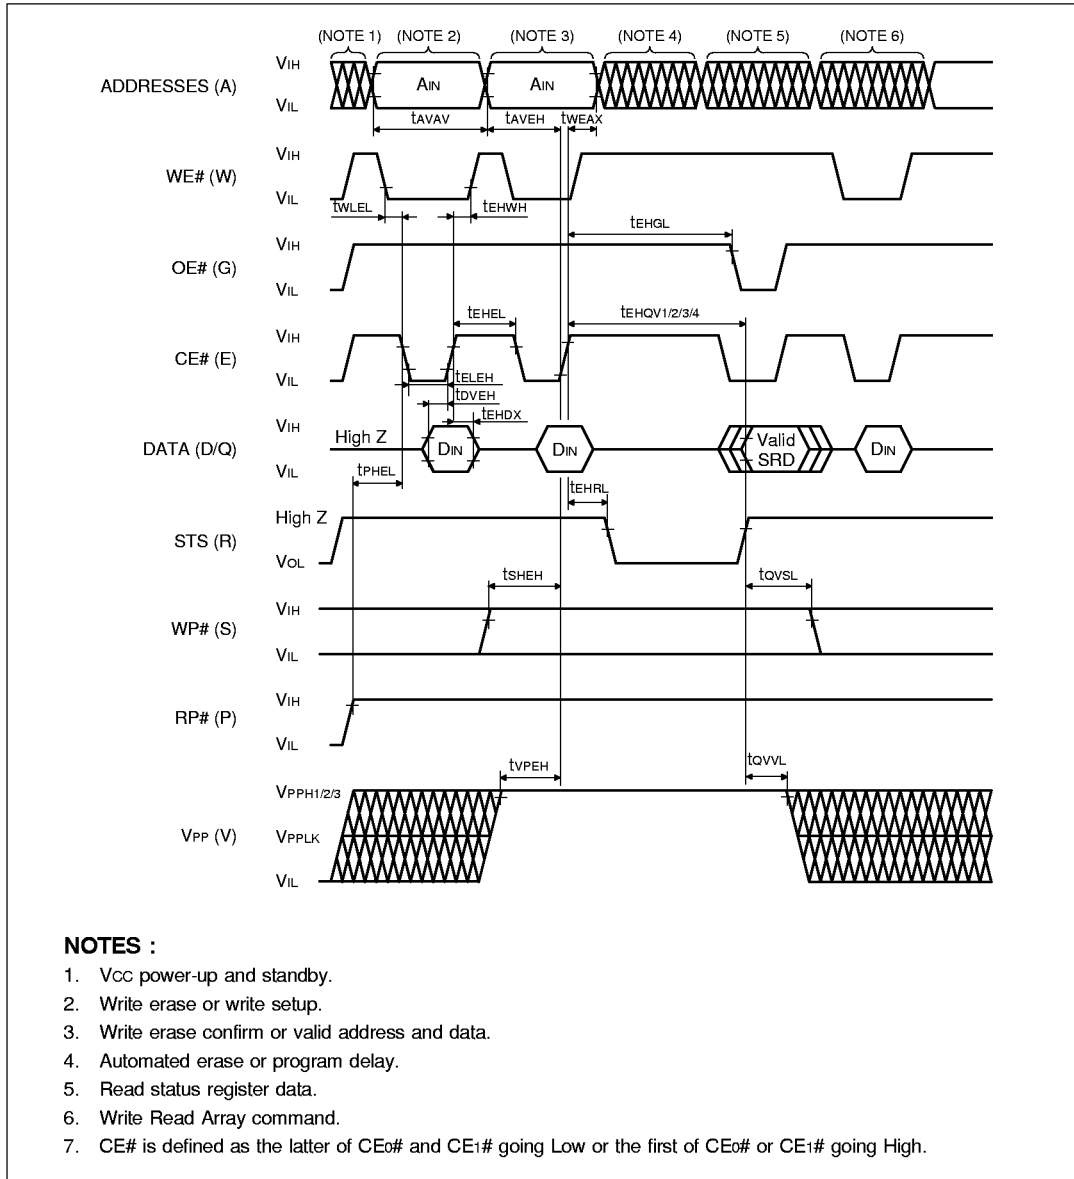 (NOTE 1) (NOTE 2) (NOTE 3) (NOTE 4) (NOTE 5) (NOTE 6)
ADDRESSES (A)
VIH
VIL
AIN
AIN
tAVAV
tAVEH
tWEAX
WE# (W)
VIH
VIL
tWLEL
tEHWH
tEHGL
OE# (G)
VIH
VIL
tEHEL
tEHQV1/2/3/4
CE# (E)
VIH
VIL
tELEH
tDVEH
tEHDX
DATA (D/Q)
VIH
VIL
High Z
DIN
DIN
Valid
SRD
DIN
tPHEL
tEHRL
STS (R)
High Z
VOL
tSHEH
tQVSL
WP# (S)
VIH
VIL
RP# (P)
VIH
VIL
tVPEH
tQVVL
VPP (V)
VPPH1/2/3
VPPLK
VIL
NOTES :
1. VCC power-up and standby.
2. Write erase or write setup.
3. Write erase confirm or valid address and data.
4. Automated erase or program delay.
5. Read status register data.
6. Write Read Array command.
7. CE# is defined as the latter of CE0# and CE1# going Low or the first of CE0# or CE1# going High.